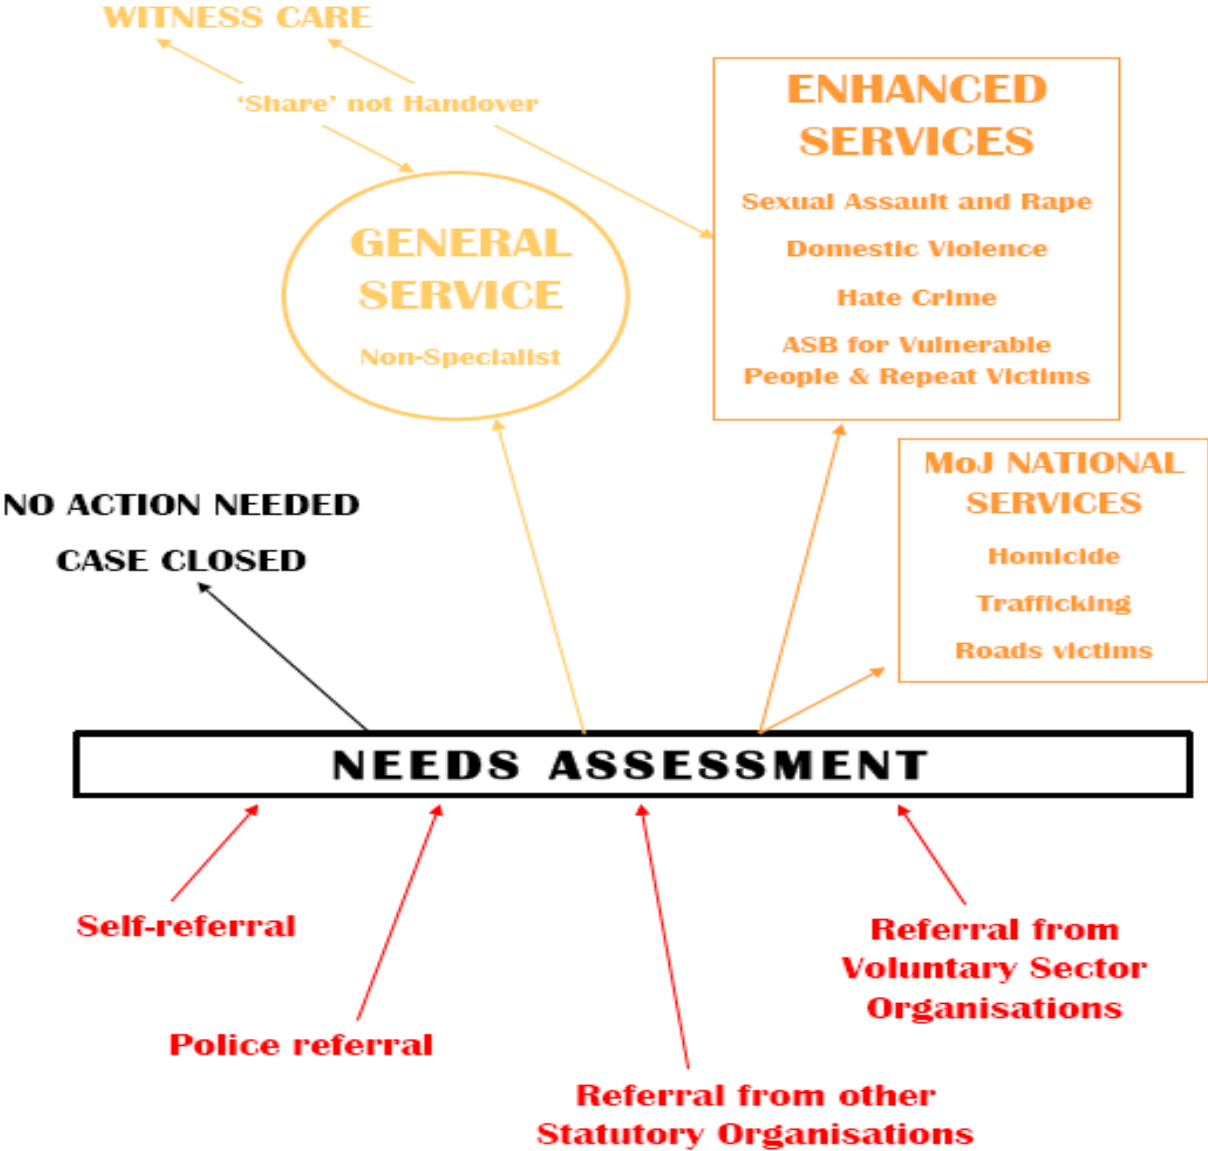 WITNESS CARE
‘Share’ not Handover
GENERAL
SERVICE
Non-Specialist
ENHANCED
SERVICES
Sexual Assault and Rape
Domestic Violence
Hate Crime
ASB for Vulnerable
People & Repeat Victims
MoJ NATIONAL
SERVICES
Homicide
Trafficking
Roads victims
NO ACTION NEEDED
CASE CLOSED
NEEDS ASSESSMENT
Self-referral
Police referral
Referral from other
Statutory Organisations
Referral from
Voluntary Sector
Organisations